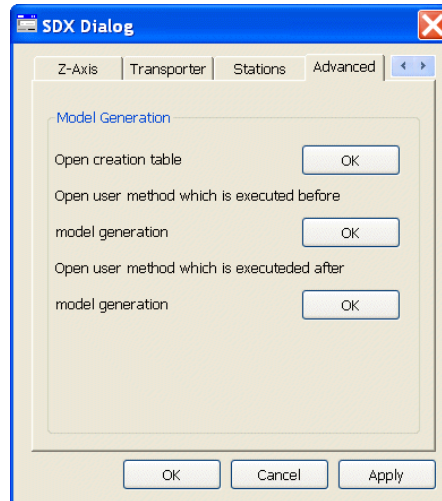 SDX Dialog
Z-Axis Transporter Stations Advanced
Model Generation
Open creation table OK
Open user method which is executed before
model generation OK
Open user method which is executeded after
model generation OK
OK Cancel Apply